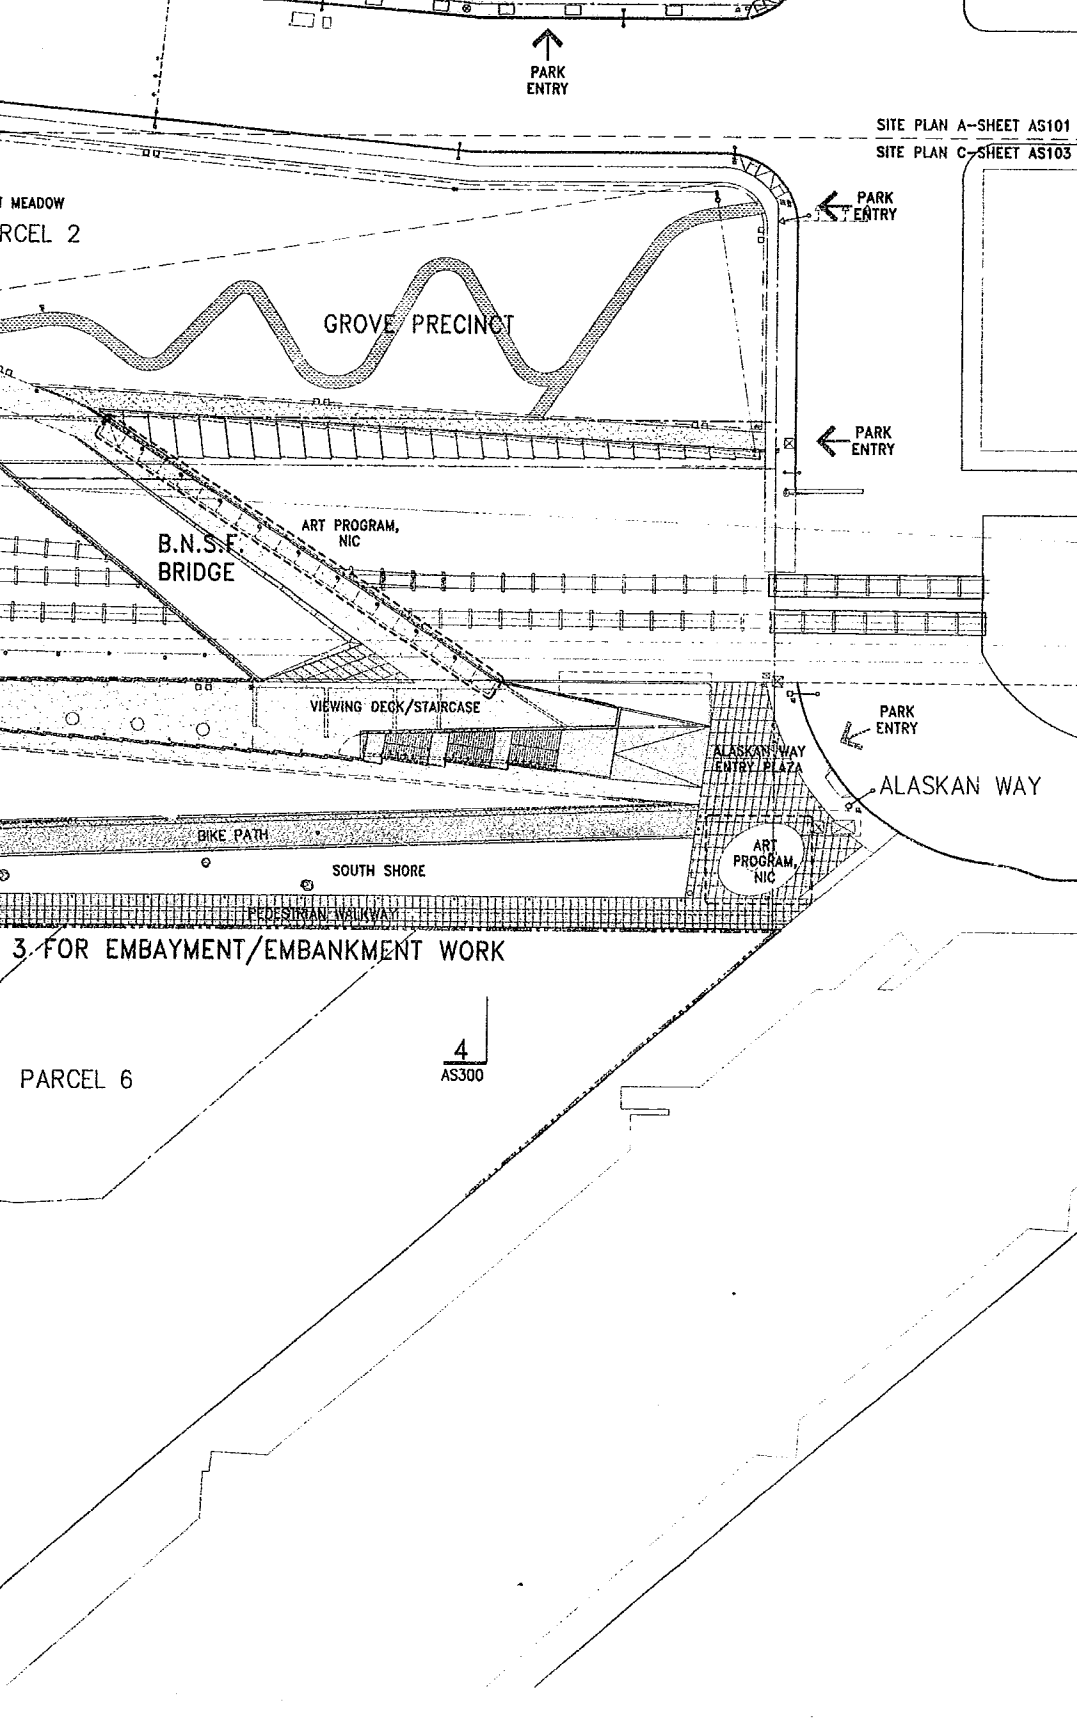 PARK
ENTRY
SITE PLAN A-SHEET AS101
SITE PLAN C-SHEET AS103
PARK
ENTRY
MEADOW
RCEL 2
GROVE PRECINCT
PARK
ENTRY
ART PROGRAM,
NIC
B.N.S.F.
BRIDGE
VIEWING DECK/STAIRCASE
PARK
ENTRY
ALASKAN WAY
ENTRY PLAZA
ALASKAN WAY
BIKE PATH
ART
PROGRAM,
NIC
SOUTH SHORE
PEDESTRIAN WALKWAY
3 FOR EMBAYMENT/EMBANKMENT WORK
4
AS300
PARCEL 6